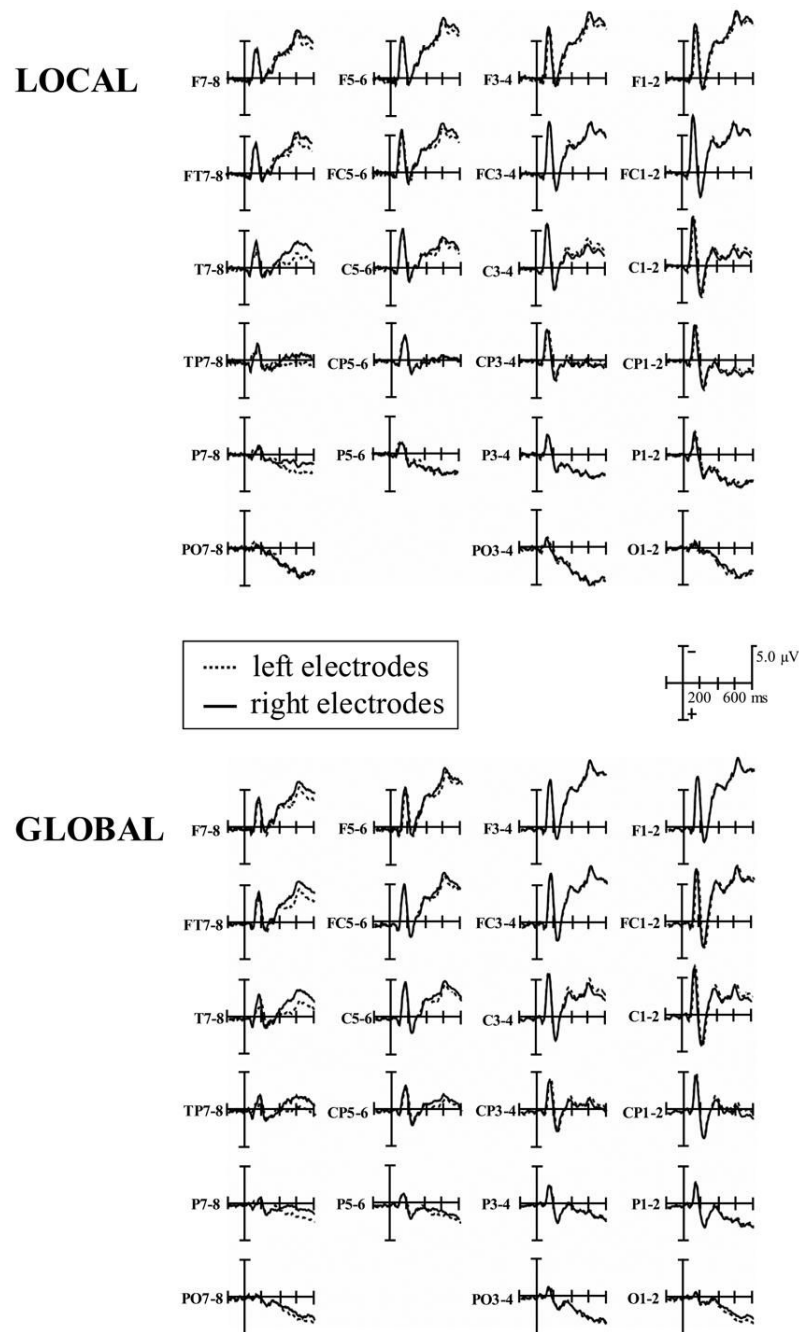 LOCAL
F7-8 F5-6 F3-4 F1-2
FT7-8 FC5-6 FC3-4 FC1-2
T7-8 C5-6 C3-4 C1-2
TP7-8 CP5-6 CP3-4 CP1-2
P7-8 P5-6 P3-4 P1-2
PO7-8 PO3-4 O1-2
left electrodes
right electrodes
− 5.0 μV
200 600 ms
+
GLOBAL
F7-8 F5-6 F3-4 F1-2
FT7-8 FC5-6 FC3-4 FC1-2
T7-8 C5-6 C3-4 C1-2
TP7-8 CP5-6 CP3-4 CP1-2
P7-8 P5-6 P3-4 P1-2
PO7-8 PO3-4 O1-2